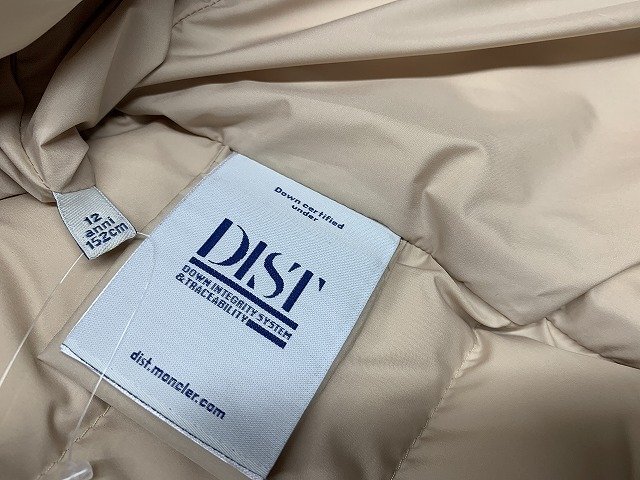 12
anni
152cm
Down certified
under
DIST
DOWN INTEGRITY SYSTEM
& TRACEABILITY
dist.moncler.com